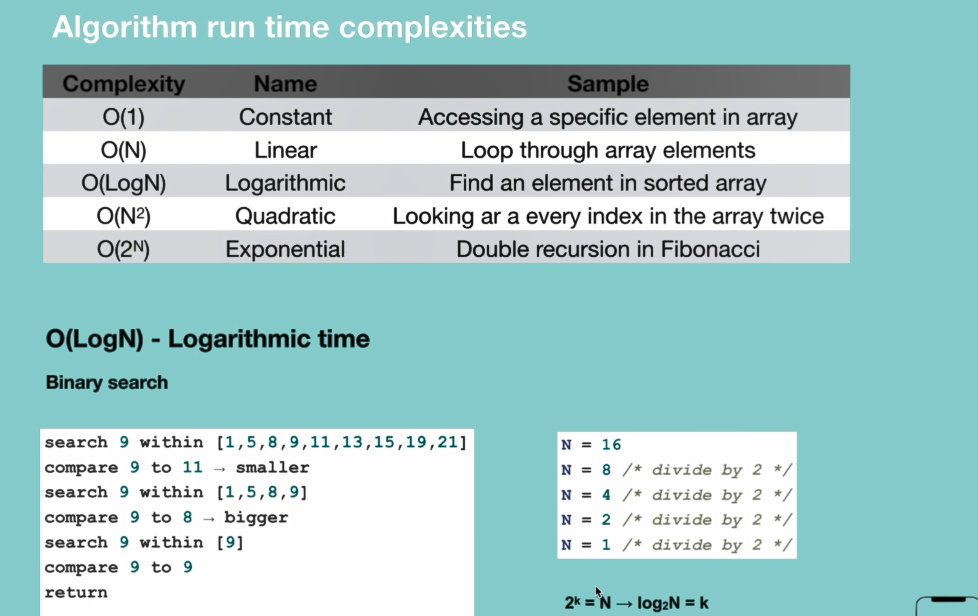 Algorithm run time complexities
Complexity Name Sample
O(1) Constant Accessing a specific element in array
O(N) Linear Loop through array elements
O(LogN) Logarithmic Find an element in sorted array
O(N²) Quadratic Looking ar a every index in the array twice
O(2ᴺ) Exponential Double recursion in Fibonacci
O(LogN) - Logarithmic time
Binary search
search 9 within [1,5,8,9,11,13,15,19,21]
compare 9 to 11 → smaller
search 9 within [1,5,8,9]
compare 9 to 8 → bigger
search 9 within [9]
compare 9 to 9
return
N = 16
N = 8 /* divide by 2 */
N = 4 /* divide by 2 */
N = 2 /* divide by 2 */
N = 1 /* divide by 2 */
2ᵏ = N → log₂N = k